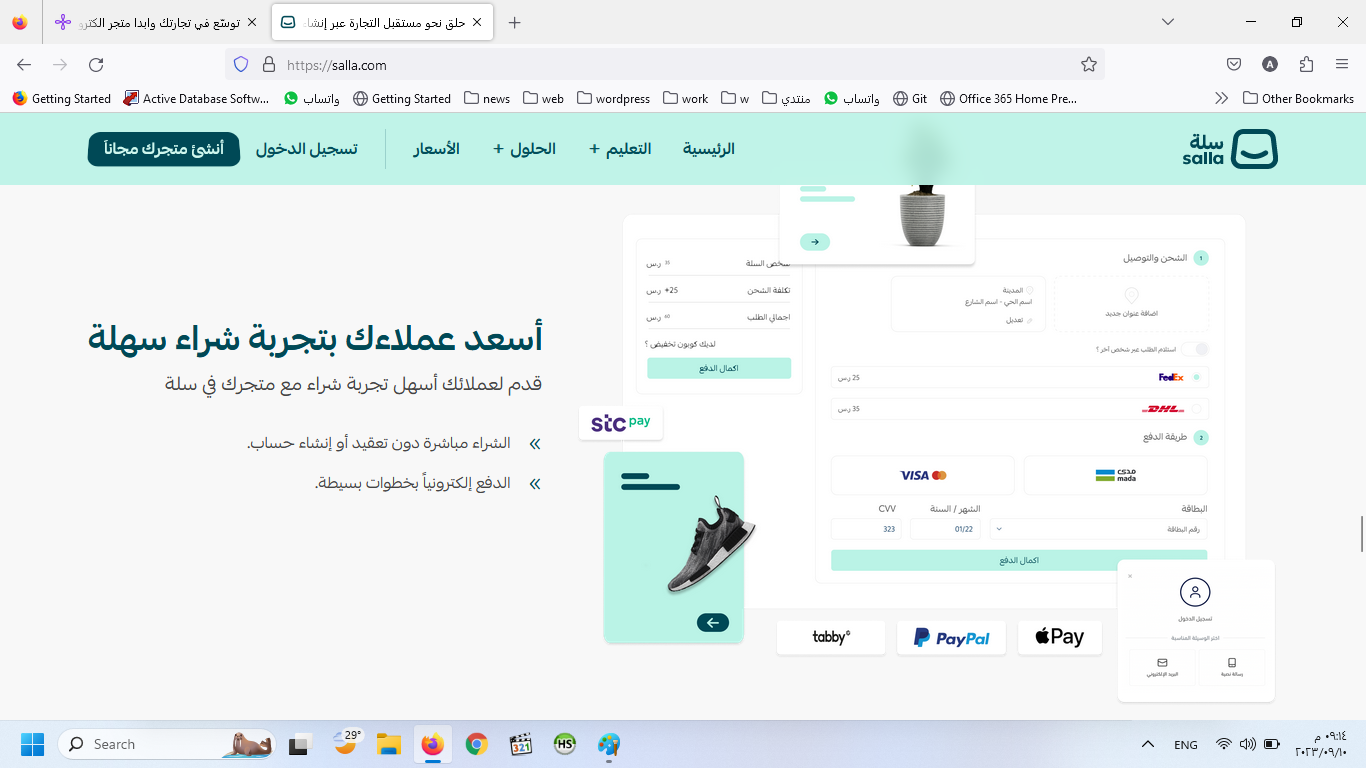 توسّع في تجارتك وابدأ متجر الكترو
حلق نحو مستقبل التجارة عبر إنشاء
https://salla.com
Getting Started
Active Database Softw...
واتساب
Getting Started
news
web
wordpress
work
w
منتدي
واتساب
Git
Office 365 Home Pre...
Other Bookmarks
سلة
salla
الرئيسية
التعليم +
الحلول +
الأسعار
تسجيل الدخول
أنشئ متجرك مجاناً
أسعد عملاءك بتجربة شراء سهلة
قدم لعملائك أسهل تجربة شراء مع متجرك في سلة
الشراء مباشرة دون تعقيد أو إنشاء حساب.
الدفع إلكترونياً بخطوات بسيطة.
1 الشحن والتوصيل
اضافة عنوان جديد
المدينة
اسم الحي - اسم الشارع
تعديل
استلام الطلب عبر شخص آخر ؟
FedEx
25 ر.س
DHL
35 ر.س
2 طريقة الدفع
مدى
mada
VISA
البطاقة
الشهر / السنة
CVV
رقم البطاقة
01/22
323
اكمال الدفع
ملخص السلة
35 ر.س
تكلفة الشحن
+25 ر.س
اجمالي الطلب
60 ر.س
لديك كوبون تخفيض ؟
اكمال الدفع
stc pay
tabby
PayPal
Pay
تسجيل الدخول
اختر الوسيلة المناسبة
رسالة نصية
البريد الإلكتروني
Search
29°
321
HS
ENG
٠٩:١٤ م
٢٠٢٣/٠٩/١٠